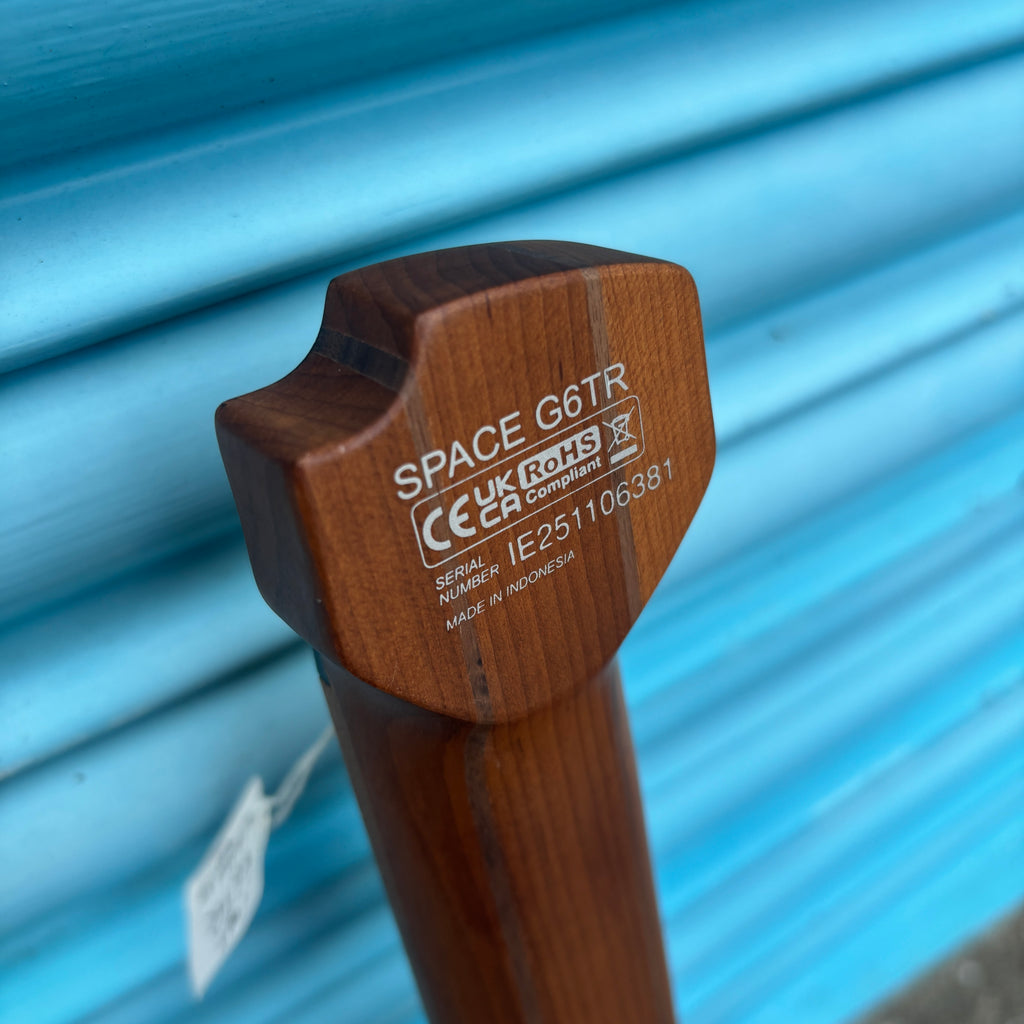 SPACE G6TR
CE UK CA RoHS Compliant
SERIAL NUMBER IE251106381
MADE IN INDONESIA